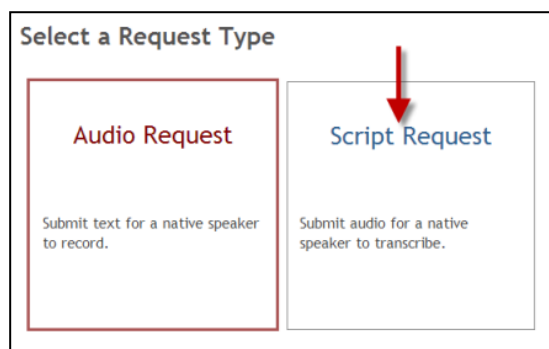 Select a Request Type
Audio Request
Submit text for a native speaker
to record.
Script Request
Submit audio for a native
speaker to transcribe.